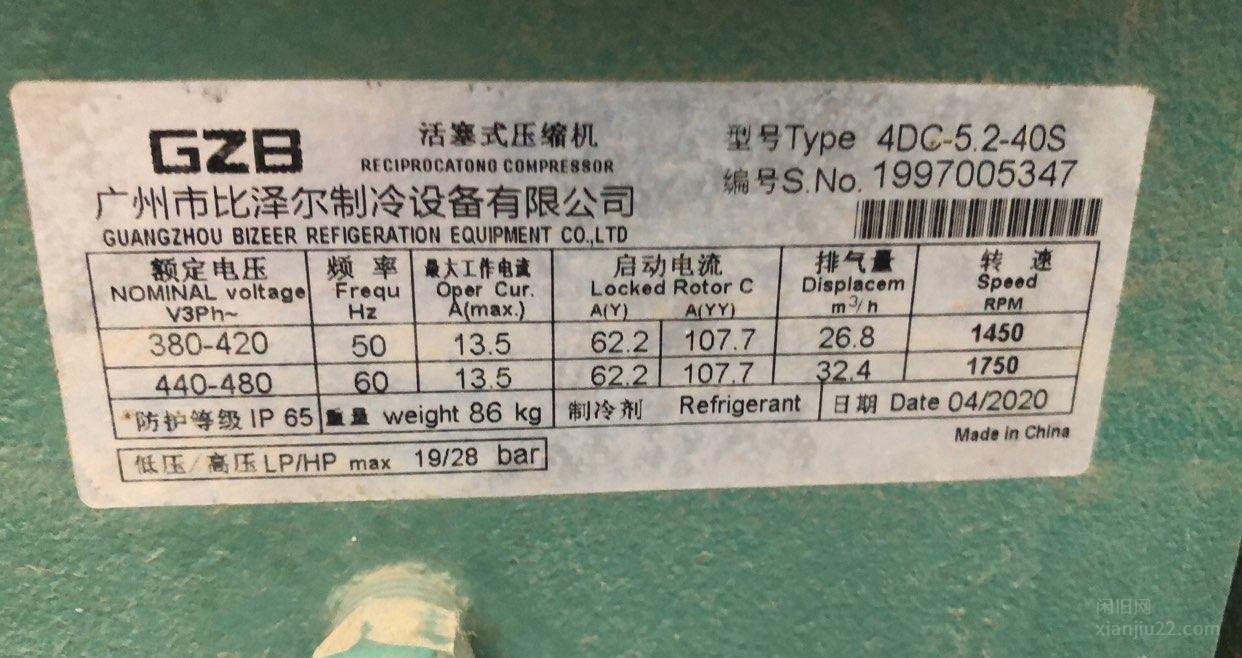 GZB
活塞式压缩机
RECIPROCATONG COMPRESSOR
型号Type 4DC-5.2-40S
编号S.No. 1997005347
广州市比泽尔制冷设备有限公司
GUANGZHOU BIZEER REFIGERATION EQUIPMENT CO.,LTD
额定电压 频率 最大工作电流 启动电流 排气量 转速
NOMINAL voltage Frequ Oper Cur. Locked Rotor C Displacem Speed
V3Ph~ Hz A(max.) A(Y) A(YY) m³/h RPM
380-420 50 13.5 62.2 107.7 26.8 1450
440-480 60 13.5 62.2 107.7 32.4 1750
*防护等级 IP 65 重量 weight 86 kg 制冷剂 Refrigerant 日期 Date 04/2020
Made in China
低压/高压 LP/HP max 19/28 bar
闲旧网
xianjiu22.com